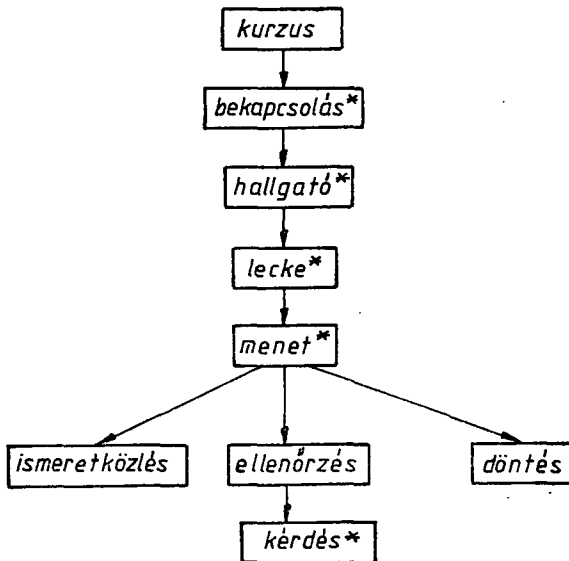 kurzus
bekapcsolás*
hallgató*
lecke*
menet*
ismeretközlés
ellenőrzés
döntés
kérdés*